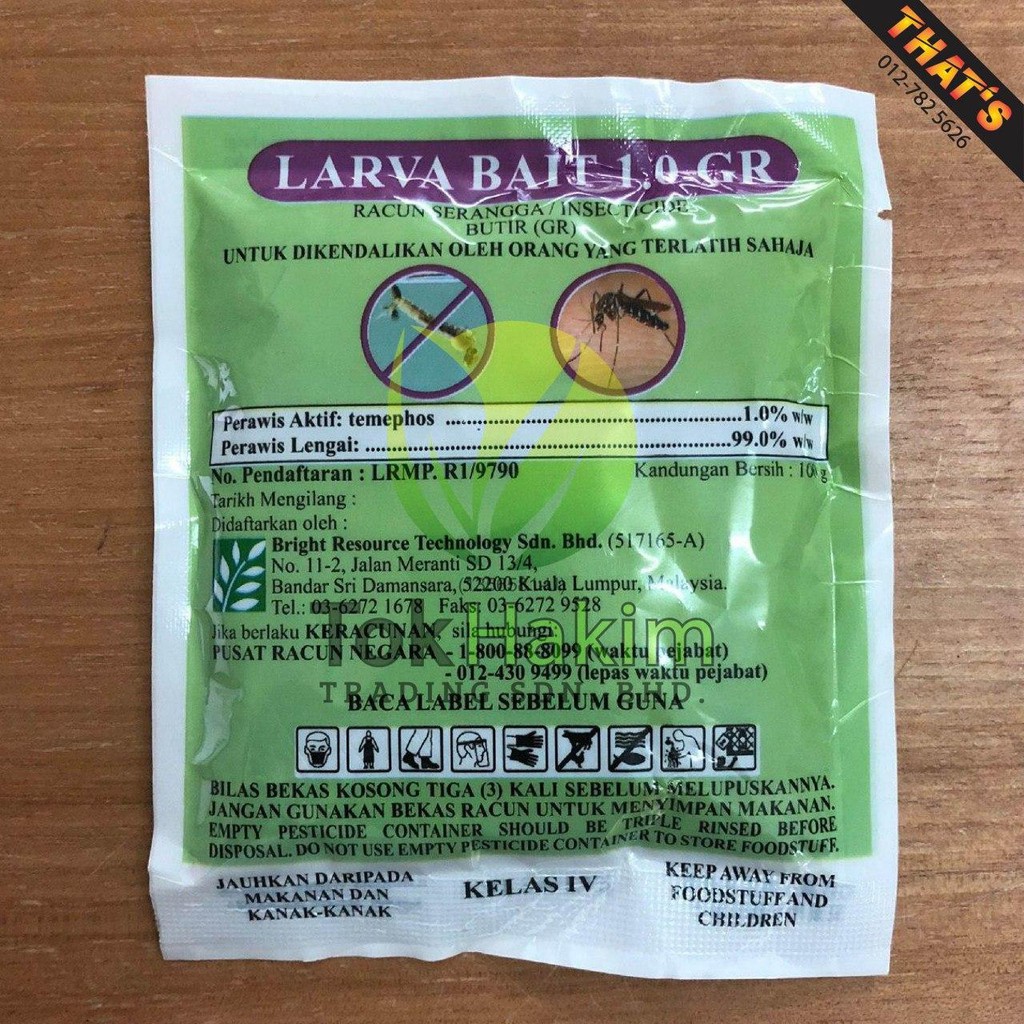 THAT'S
012-782 5626
LARVA BAIT 1.0 GR
RACUN SERANGGA / INSECTICIDE
BUTIR (GR)
UNTUK DIKENDALIKAN OLEH ORANG YANG TERLATIH SAHAJA
Perawis Aktif: temephos ........................................................1.0% w/w
Perawis Lengai: ......................................................................99.0% w/w
No. Pendaftaran : LRMP. R1/9790 Kandungan Bersih : 100 g
Tarikh Mengilang :
Didaftarkan oleh :
Bright Resource Technology Sdn. Bhd. (517165-A)
No. 11-2, Jalan Meranti SD 13/4,
Bandar Sri Damansara, 52200 Kuala Lumpur, Malaysia.
Tel.: 03-6272 1678 Faks: 03-6272 9528
Jika berlaku KERACUNAN, sila hubungi:
PUSAT RACUN NEGARA - 1-800-88-8099 (waktu pejabat)
- 012-430 9499 (lepas waktu pejabat)
TokHakim
TRADING SDN. BHD.
BACA LABEL SEBELUM GUNA
BILAS BEKAS KOSONG TIGA (3) KALI SEBELUM MELUPUSKANNYA.
JANGAN GUNAKAN BEKAS RACUN UNTUK MENYIMPAN MAKANAN.
EMPTY PESTICIDE CONTAINER SHOULD BE TRIPLE RINSED BEFORE
DISPOSAL. DO NOT USE EMPTY PESTICIDE CONTAINER TO STORE FOODSTUFF.
JAUHKAN DARIPADA
MAKANAN DAN
KANAK-KANAK
KELAS IV
KEEP AWAY FROM
FOODSTUFF AND
CHILDREN